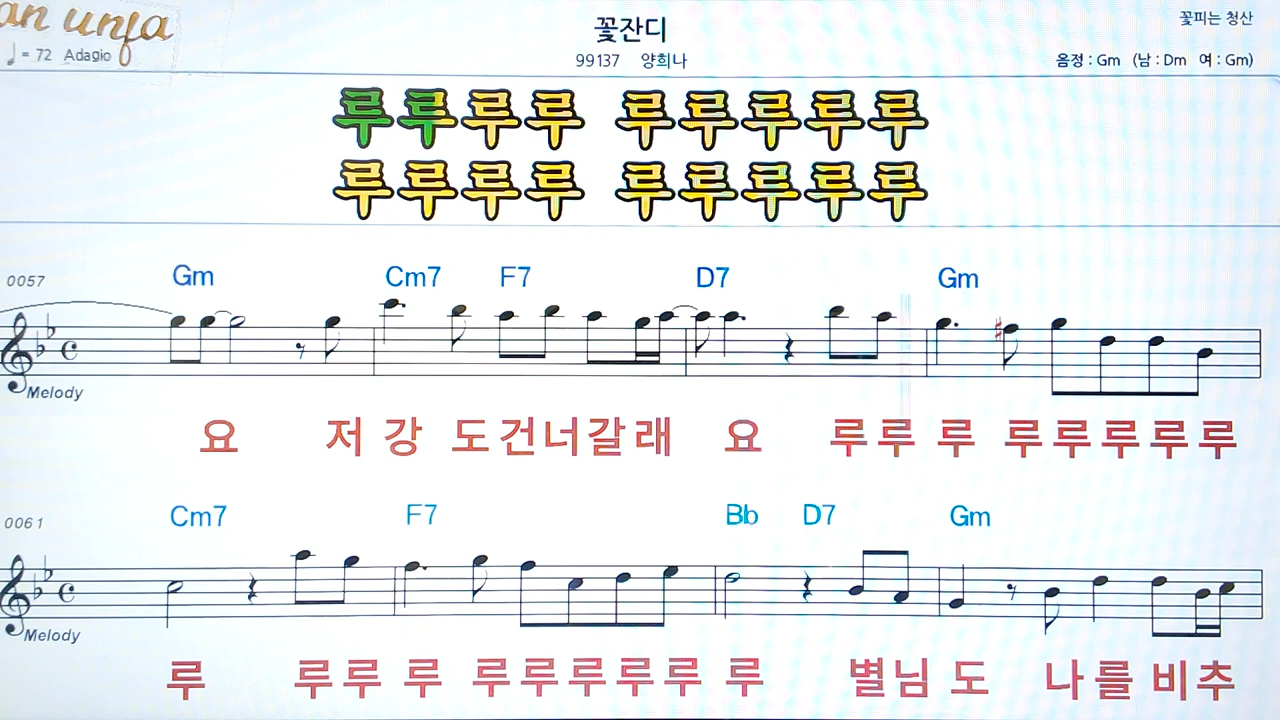 an unfa
♩= 72 Adagio
꽃잔디
99137 양희나
꽃피는 청산
음정 : Gm (남 : Dm 여 : Gm)
루루루루 루루루루루
루루루루 루루루루루
0057 Gm Cm7 F7 D7 Gm
Melody
요 저 강 도건너갈래 요 루루 루 루루루루루
0061 Cm7 F7 Bb D7 Gm
Melody
루 루루 루 루루루루루 루 별님 도 나를 비추